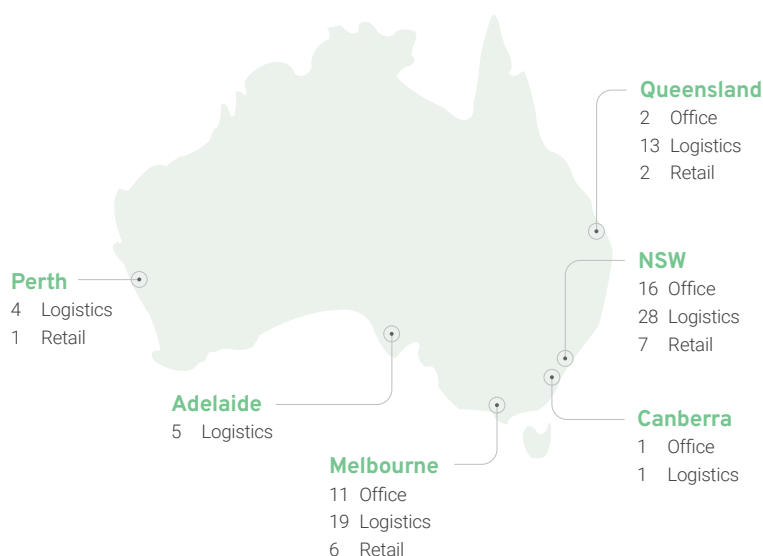 Queensland
2 Office
13 Logistics
2 Retail
NSW
16 Office
28 Logistics
7 Retail
Perth
4 Logistics
1 Retail
Adelaide
5 Logistics
Canberra
1 Office
1 Logistics
Melbourne
11 Office
19 Logistics
6 Retail